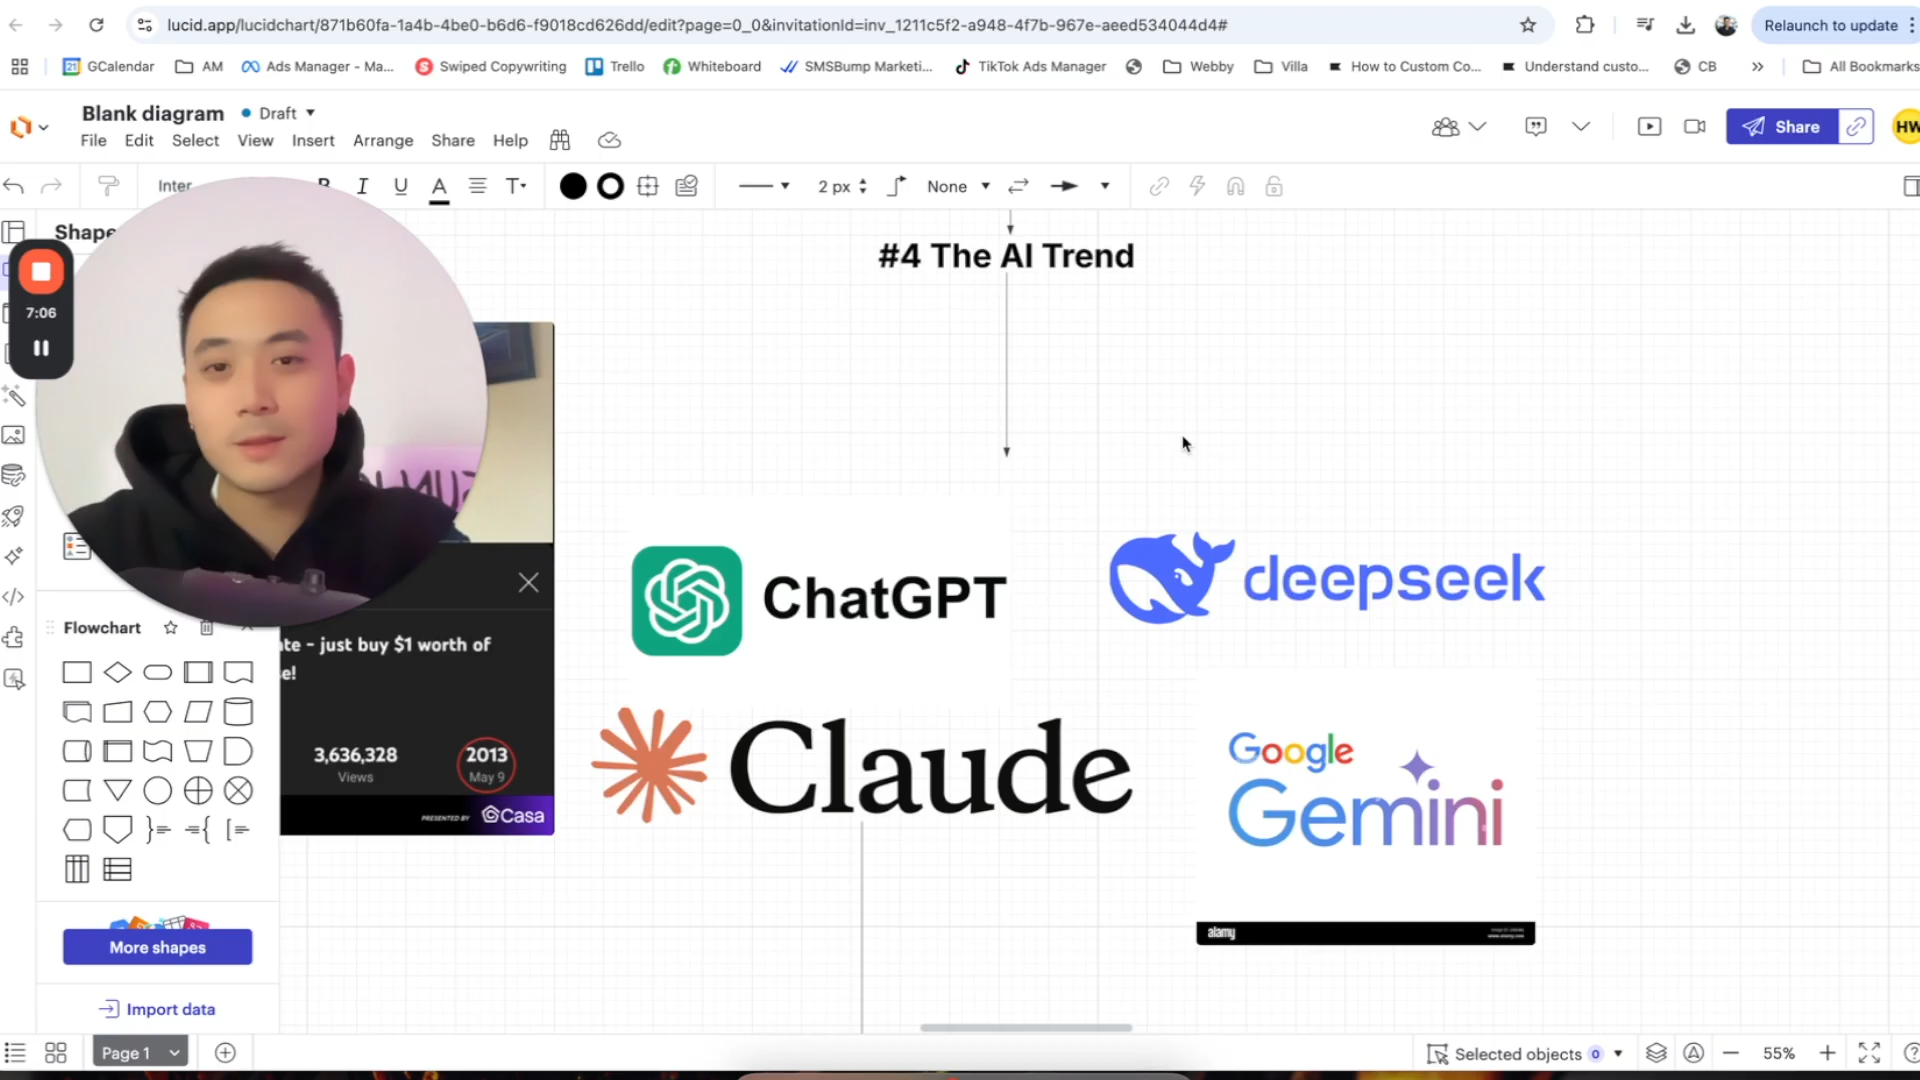 lucid.app/lucidchart/871b60fa-1a4b-4be0-b6d6-f9018cd626dd/edit?page=0_0&invitationId=inv_1211c5f2-a948-4f7b-967e-aeed534044d4#
Relaunch to update
GCalendar
AM
Ads Manager - Ma...
Swiped Copywriting
Trello
Whiteboard
SMSBump Marketi...
TikTok Ads Manager
Webby
Villa
How to Custom Co...
Understand custo...
CB
All Bookmarks
Blank diagram
Draft
File Edit Select View Insert Arrange Share Help
Share
HW
Inter
B I U A T
2 px
None
Shape
7:06
#4 The AI Trend
ChatGPT
deepseek
Claude
Google
Gemini
alamy
just buy $1 worth of
3,636,328
Views
2013
May 9
PRESENTED BY
Casa
Flowchart
More shapes
Import data
Page 1
Selected objects 0
55%